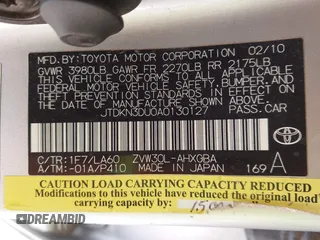 MFD.BY:TOYOTA MOTOR CORPORATION 02/10
GVWR 3980LB GAWR FR 2270LB RR 2175LB
THIS VEHICLE CONFORMS TO ALL APPLICABLE
FEDERAL MOTOR VEHICLE SAFETY, BUMPER, AND
THEFT PREVENTION STANDARDS IN EFFECT ON
THE DATE OF MANUFACTURE SHOWN ABOVE.
JTDKN3DU0A0130127 PASS.CAR
C/TR:1F7/LA60 ZVW30L-AHXGBA
A/TM:-01A/P410 MADE IN JAPAN 169 A
TOYOTA
CAUTION CARRYING CAPACITY REDUCED
Modifications to this vehicle have reduced the original
carrying capacity by:
DREAMBID